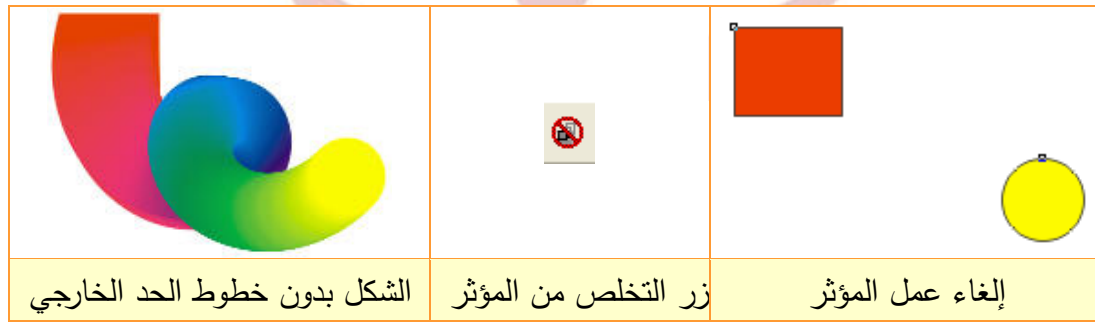 إلغاء عمل المؤثر
زر التخلص من المؤثر
الشكل بدون خطوط الحد الخارجي